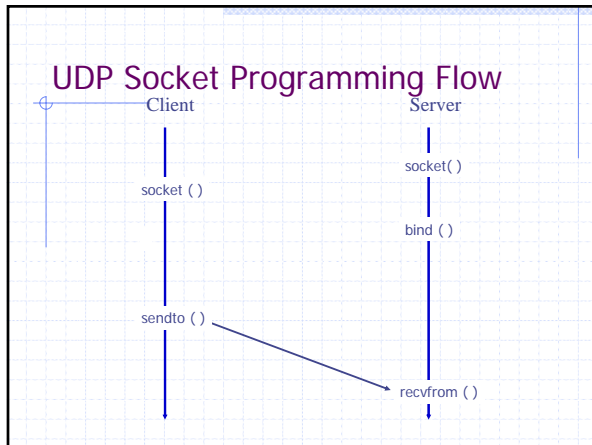 UDP Socket Programming Flow
Client Server
socket( )
socket ( )
bind ( )
sendto ( )
recvfrom ( )